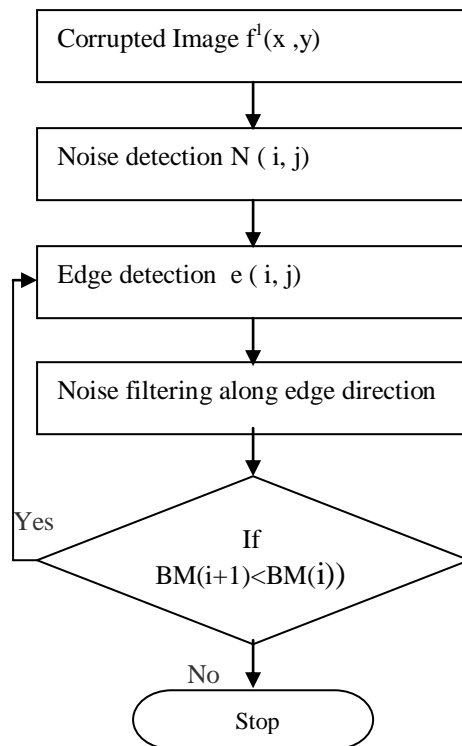 Corrupted Image f¹(x ,y)
Noise detection N ( i, j)
Edge detection  e ( i, j)
Noise filtering along edge direction
Yes
If
BM(i+1)<BM(i))
No
Stop